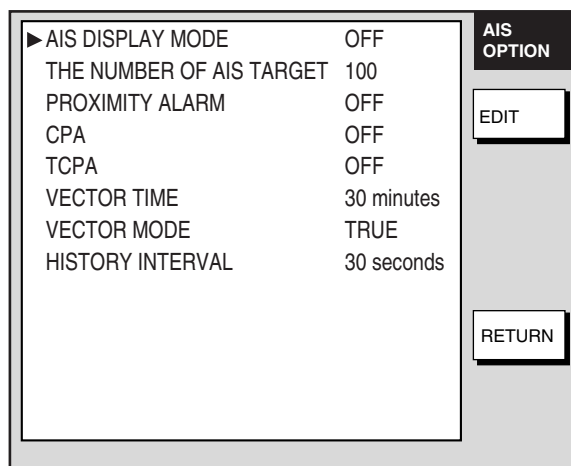 ▶AIS DISPLAY MODE OFF
THE NUMBER OF AIS TARGET 100
PROXIMITY ALARM OFF
CPA OFF
TCPA OFF
VECTOR TIME 30 minutes
VECTOR MODE TRUE
HISTORY INTERVAL 30 seconds
AIS
OPTION
EDIT
RETURN